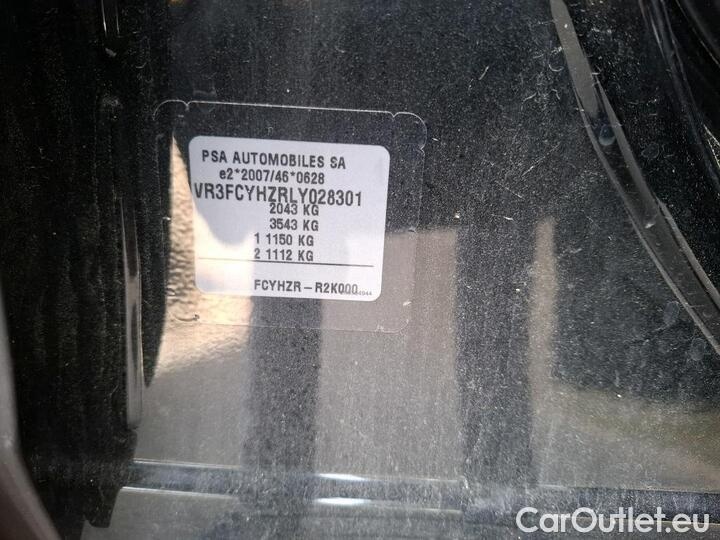 PSA AUTOMOBILES SA
e2*2007/46*0628
VR3FCYHZRLY028301
2043 KG
3543 KG
1 1150 KG
2 1112 KG
FCYHZR – R2K000
CarOutlet.eu